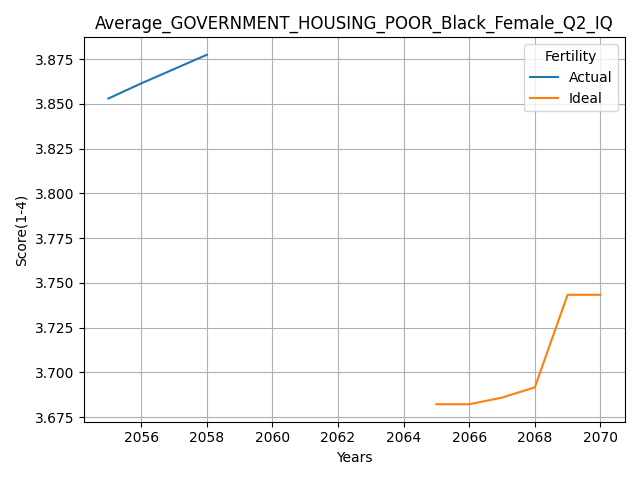 Average_GOVERNMENT_HOUSING_POOR_Black_Female_Q2_IQ
Fertility
Actual
Ideal
Score(1-4)
3.875
3.850
3.825
3.800
3.775
3.750
3.725
3.700
3.675
2056 2058 2060 2062 2064 2066 2068 2070
Years